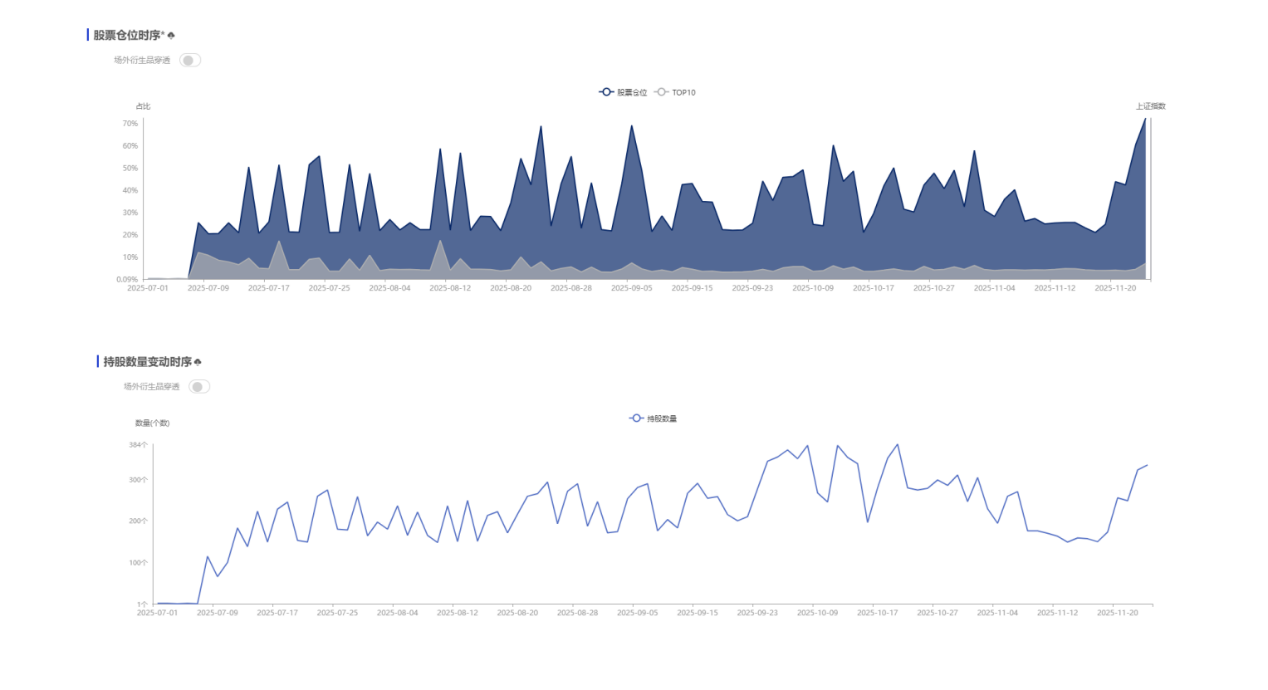 股票仓位时序*
场外衍生品穿透
股票仓位 TOP10
占比 上证指数
70%
60%
50%
40%
30%
20%
10%
0.09%
2025-07-01 2025-07-09 2025-07-17 2025-07-25 2025-08-04 2025-08-12 2025-08-20 2025-08-28 2025-09-05 2025-09-15 2025-09-23 2025-10-09 2025-10-17 2025-10-27 2025-11-04 2025-11-12 2025-11-20
持股数量变动时序
场外衍生品穿透
持股数量
数量(个数)
384个
300个
200个
100个
1个
2025-07-01 2025-07-09 2025-07-17 2025-07-25 2025-08-04 2025-08-12 2025-08-20 2025-08-28 2025-09-05 2025-09-15 2025-09-23 2025-10-09 2025-10-17 2025-10-27 2025-11-04 2025-11-12 2025-11-20